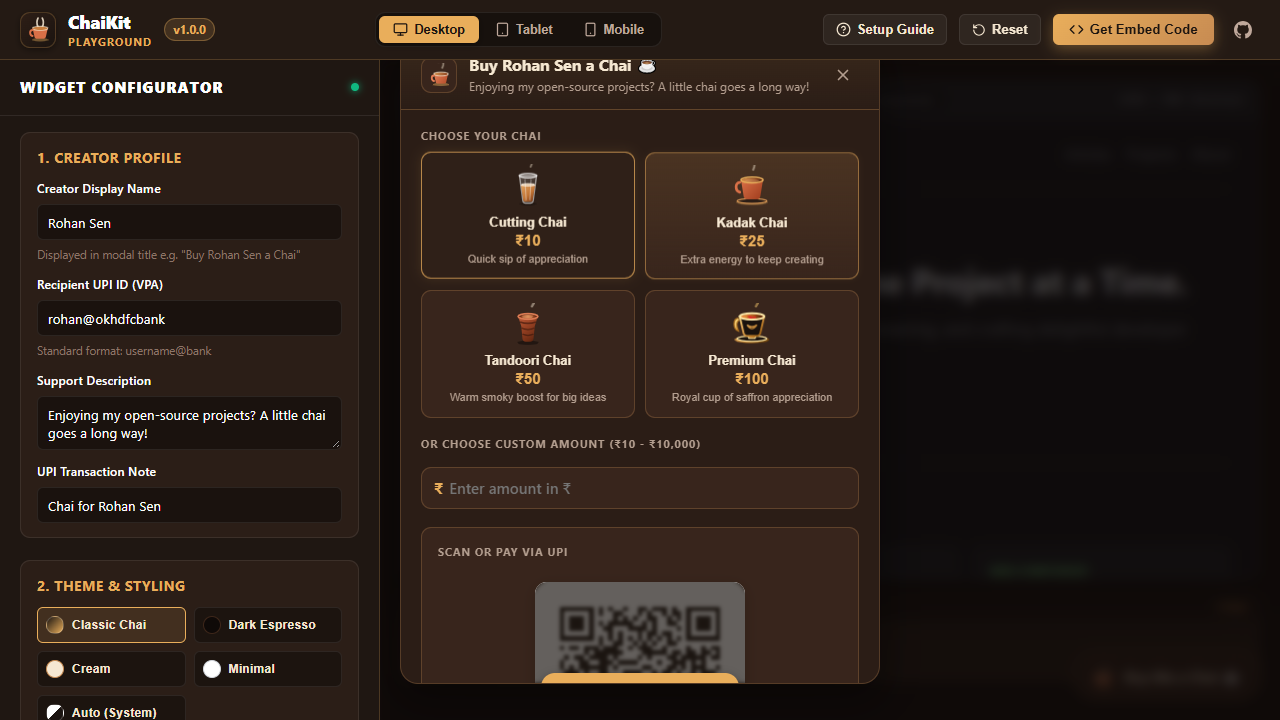 ChaiKit
PLAYGROUND
v1.0.0
Desktop
Tablet
Mobile
Setup Guide
Reset
Get Embed Code
WIDGET CONFIGURATOR
1. CREATOR PROFILE
Creator Display Name
Rohan Sen
Displayed in modal title e.g. "Buy Rohan Sen a Chai"
Recipient UPI ID (VPA)
rohan@okhdfcbank
Standard format: username@bank
Support Description
Enjoying my open-source projects? A little chai
goes a long way!
UPI Transaction Note
Chai for Rohan Sen
2. THEME & STYLING
Classic Chai
Dark Espresso
Cream
Minimal
Auto (System)
Buy Rohan Sen a Chai ☕
Enjoying my open-source projects? A little chai goes a long way!
CHOOSE YOUR CHAI
Cutting Chai
₹10
Quick sip of appreciation
Kadak Chai
₹25
Extra energy to keep creating
Tandoori Chai
₹50
Warm smoky boost for big ideas
Premium Chai
₹100
Royal cup of saffron appreciation
OR CHOOSE CUSTOM AMOUNT (₹10 - ₹10,000)
₹ Enter amount in ₹
SCAN OR PAY VIA UPI
Project at a Time.